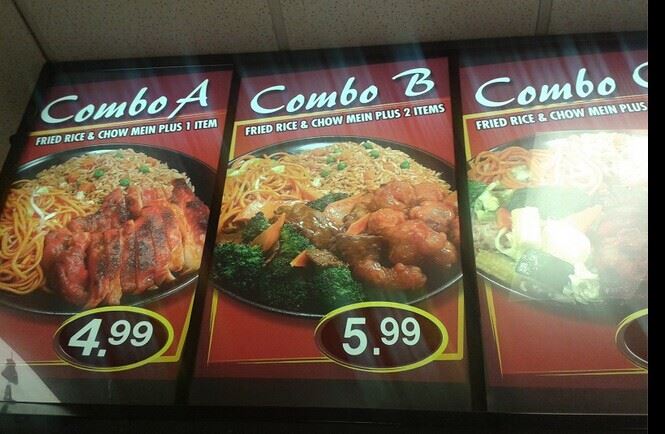 Combo A
FRIED RICE & CHOW MEIN PLUS 1 ITEM
4.99
Combo B
FRIED RICE & CHOW MEIN PLUS 2 ITEMS
5.99
Combo
FRIED RICE & CHOW MEIN PLUS